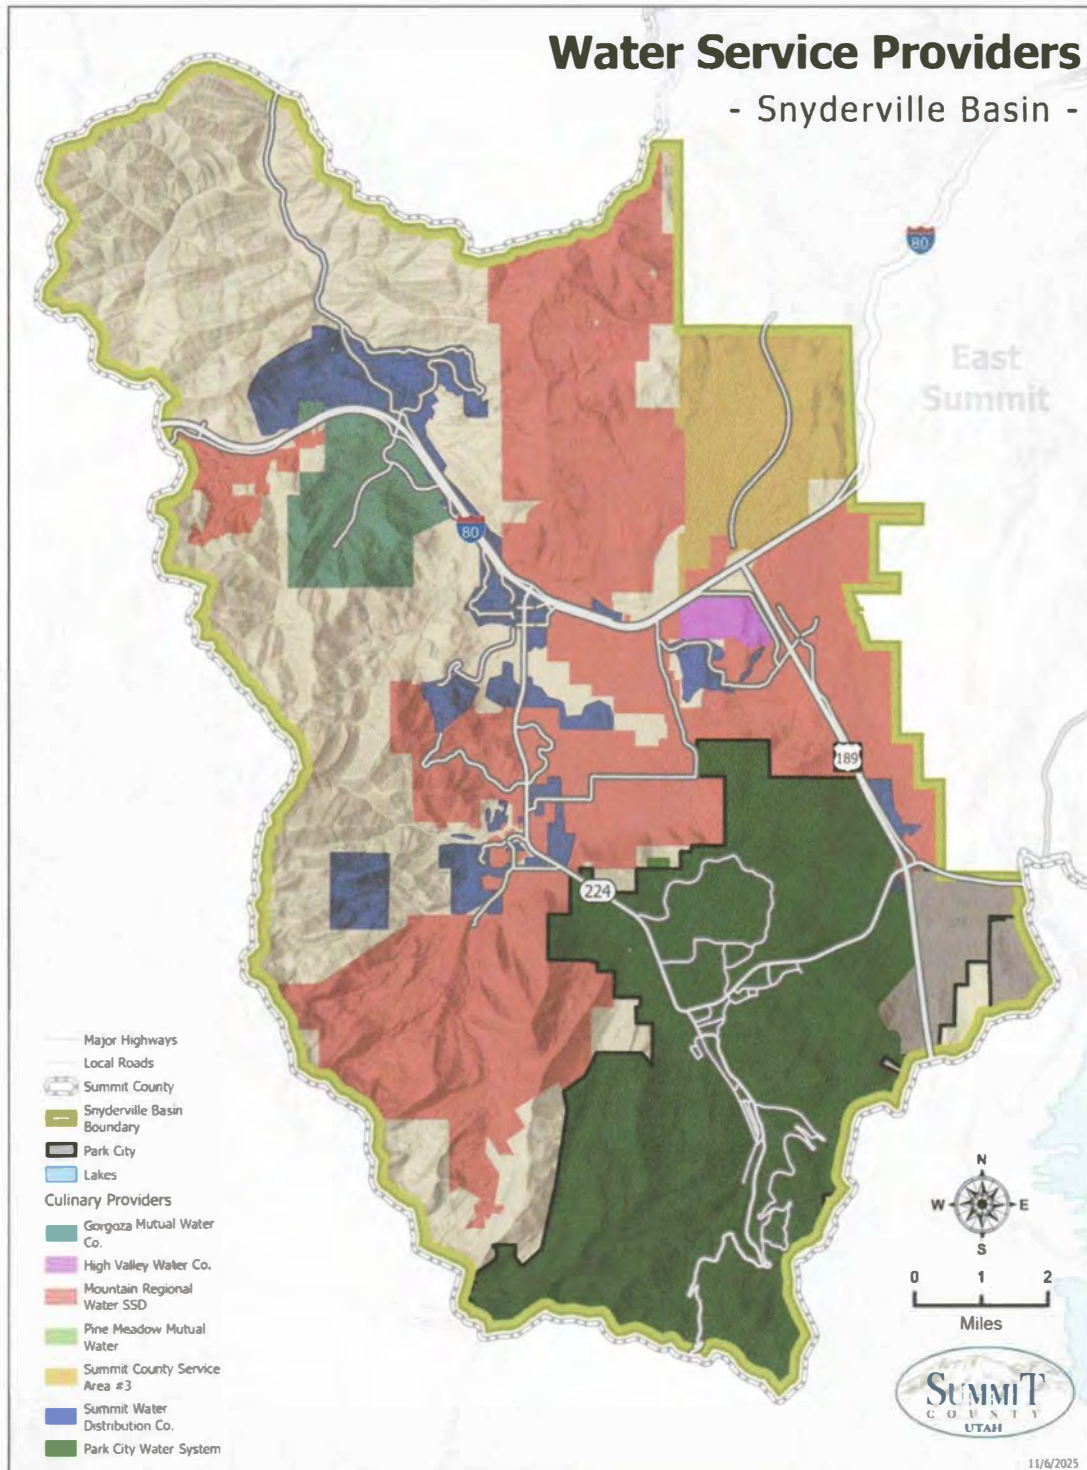 Water Service Providers
- Snyderville Basin -
80
East
Summit
80
189
224
Major Highways
Local Roads
Summit County
Snyderville Basin
Boundary
Park City
Lakes
Culinary Providers
Gorgoza Mutual Water
Co.
High Valley Water Co.
Mountain Regional
Water SSD
Pine Meadow Mutual
Water
Summit County Service
Area #3
Summit Water
Distribution Co.
Park City Water System
N
W E
S
0 1 2
Miles
SUMMIT
COUNTY
UTAH
11/6/2025